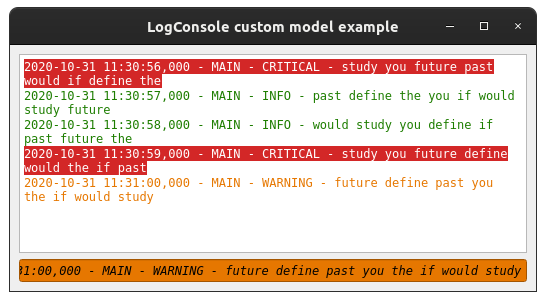 LogConsole custom model example
2020-10-31 11:30:56,000 - MAIN - CRITICAL - study you future past
would if define the
2020-10-31 11:30:57,000 - MAIN - INFO - past define the you if would
study future
2020-10-31 11:30:58,000 - MAIN - INFO - would study you define if
past future the
2020-10-31 11:30:59,000 - MAIN - CRITICAL - study you future define
would the if past
2020-10-31 11:31:00,000 - MAIN - WARNING - future define past you
the if would study
31:00,000 - MAIN - WARNING - future define past you the if would study